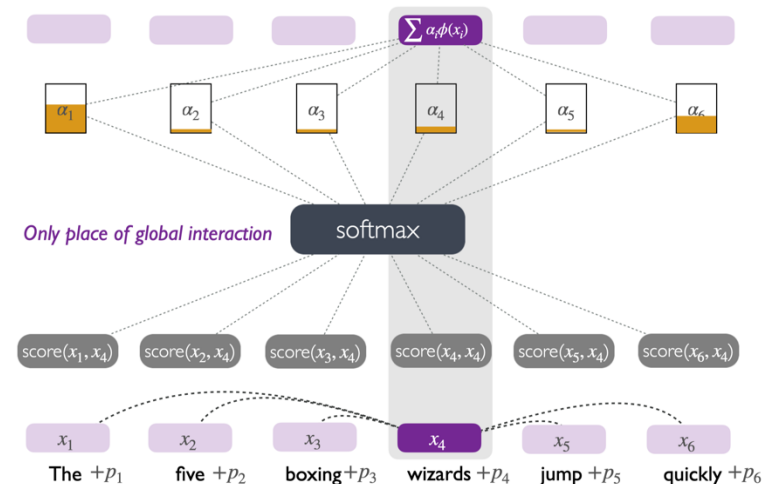 ∑ αᵢϕ(xᵢ)
α₁ α₂ α₃ α₄ α₅ α₆
Only place of global interaction
softmax
score(x₁, x₄) score(x₂, x₄) score(x₃, x₄) score(x₄, x₄) score(x₅, x₄) score(x₆, x₄)
x₁ x₂ x₃ x₄ x₅ x₆
The +p₁ five +p₂ boxing+p₃ wizards +p₄ jump +p₅ quickly +p₆